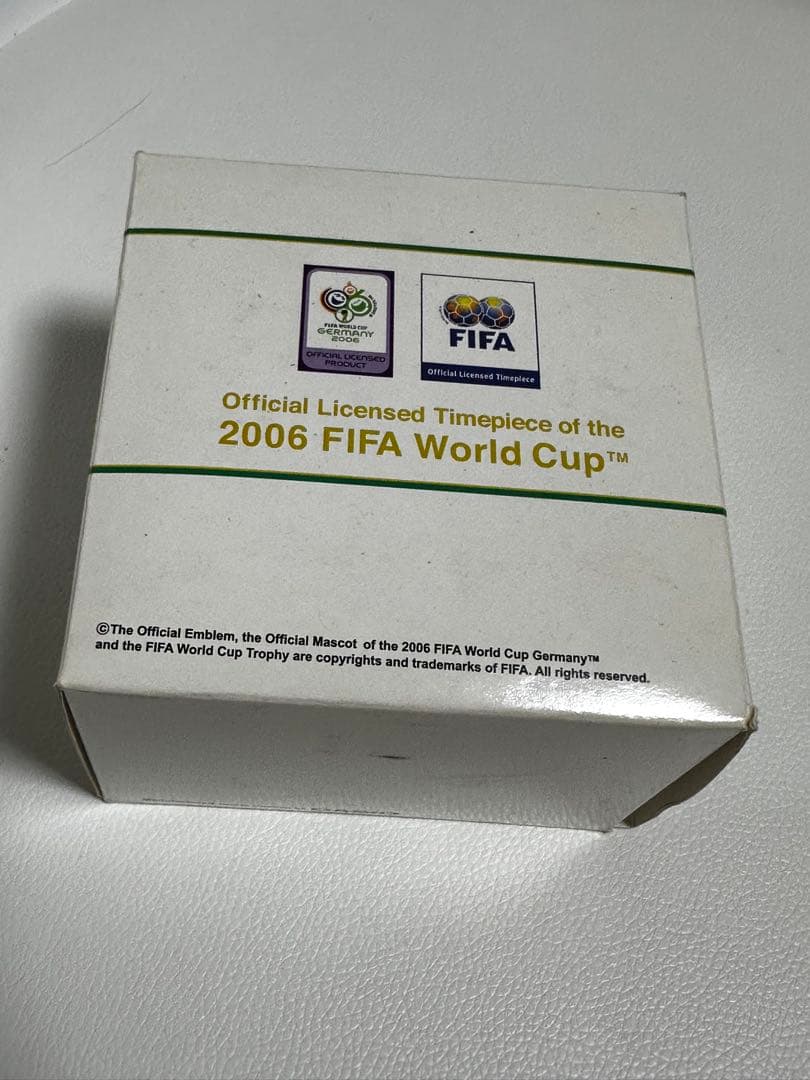 FIFA WORLD CUP
GERMANY
2006
OFFICIAL LICENSED
PRODUCT
FIFA
Official Licensed Timepiece
Official Licensed Timepiece of the
2006 FIFA World Cup™
©The Official Emblem, the Official Mascot of the 2006 FIFA World Cup Germany™
and the FIFA World Cup Trophy are copyrights and trademarks of FIFA. All rights reserved.